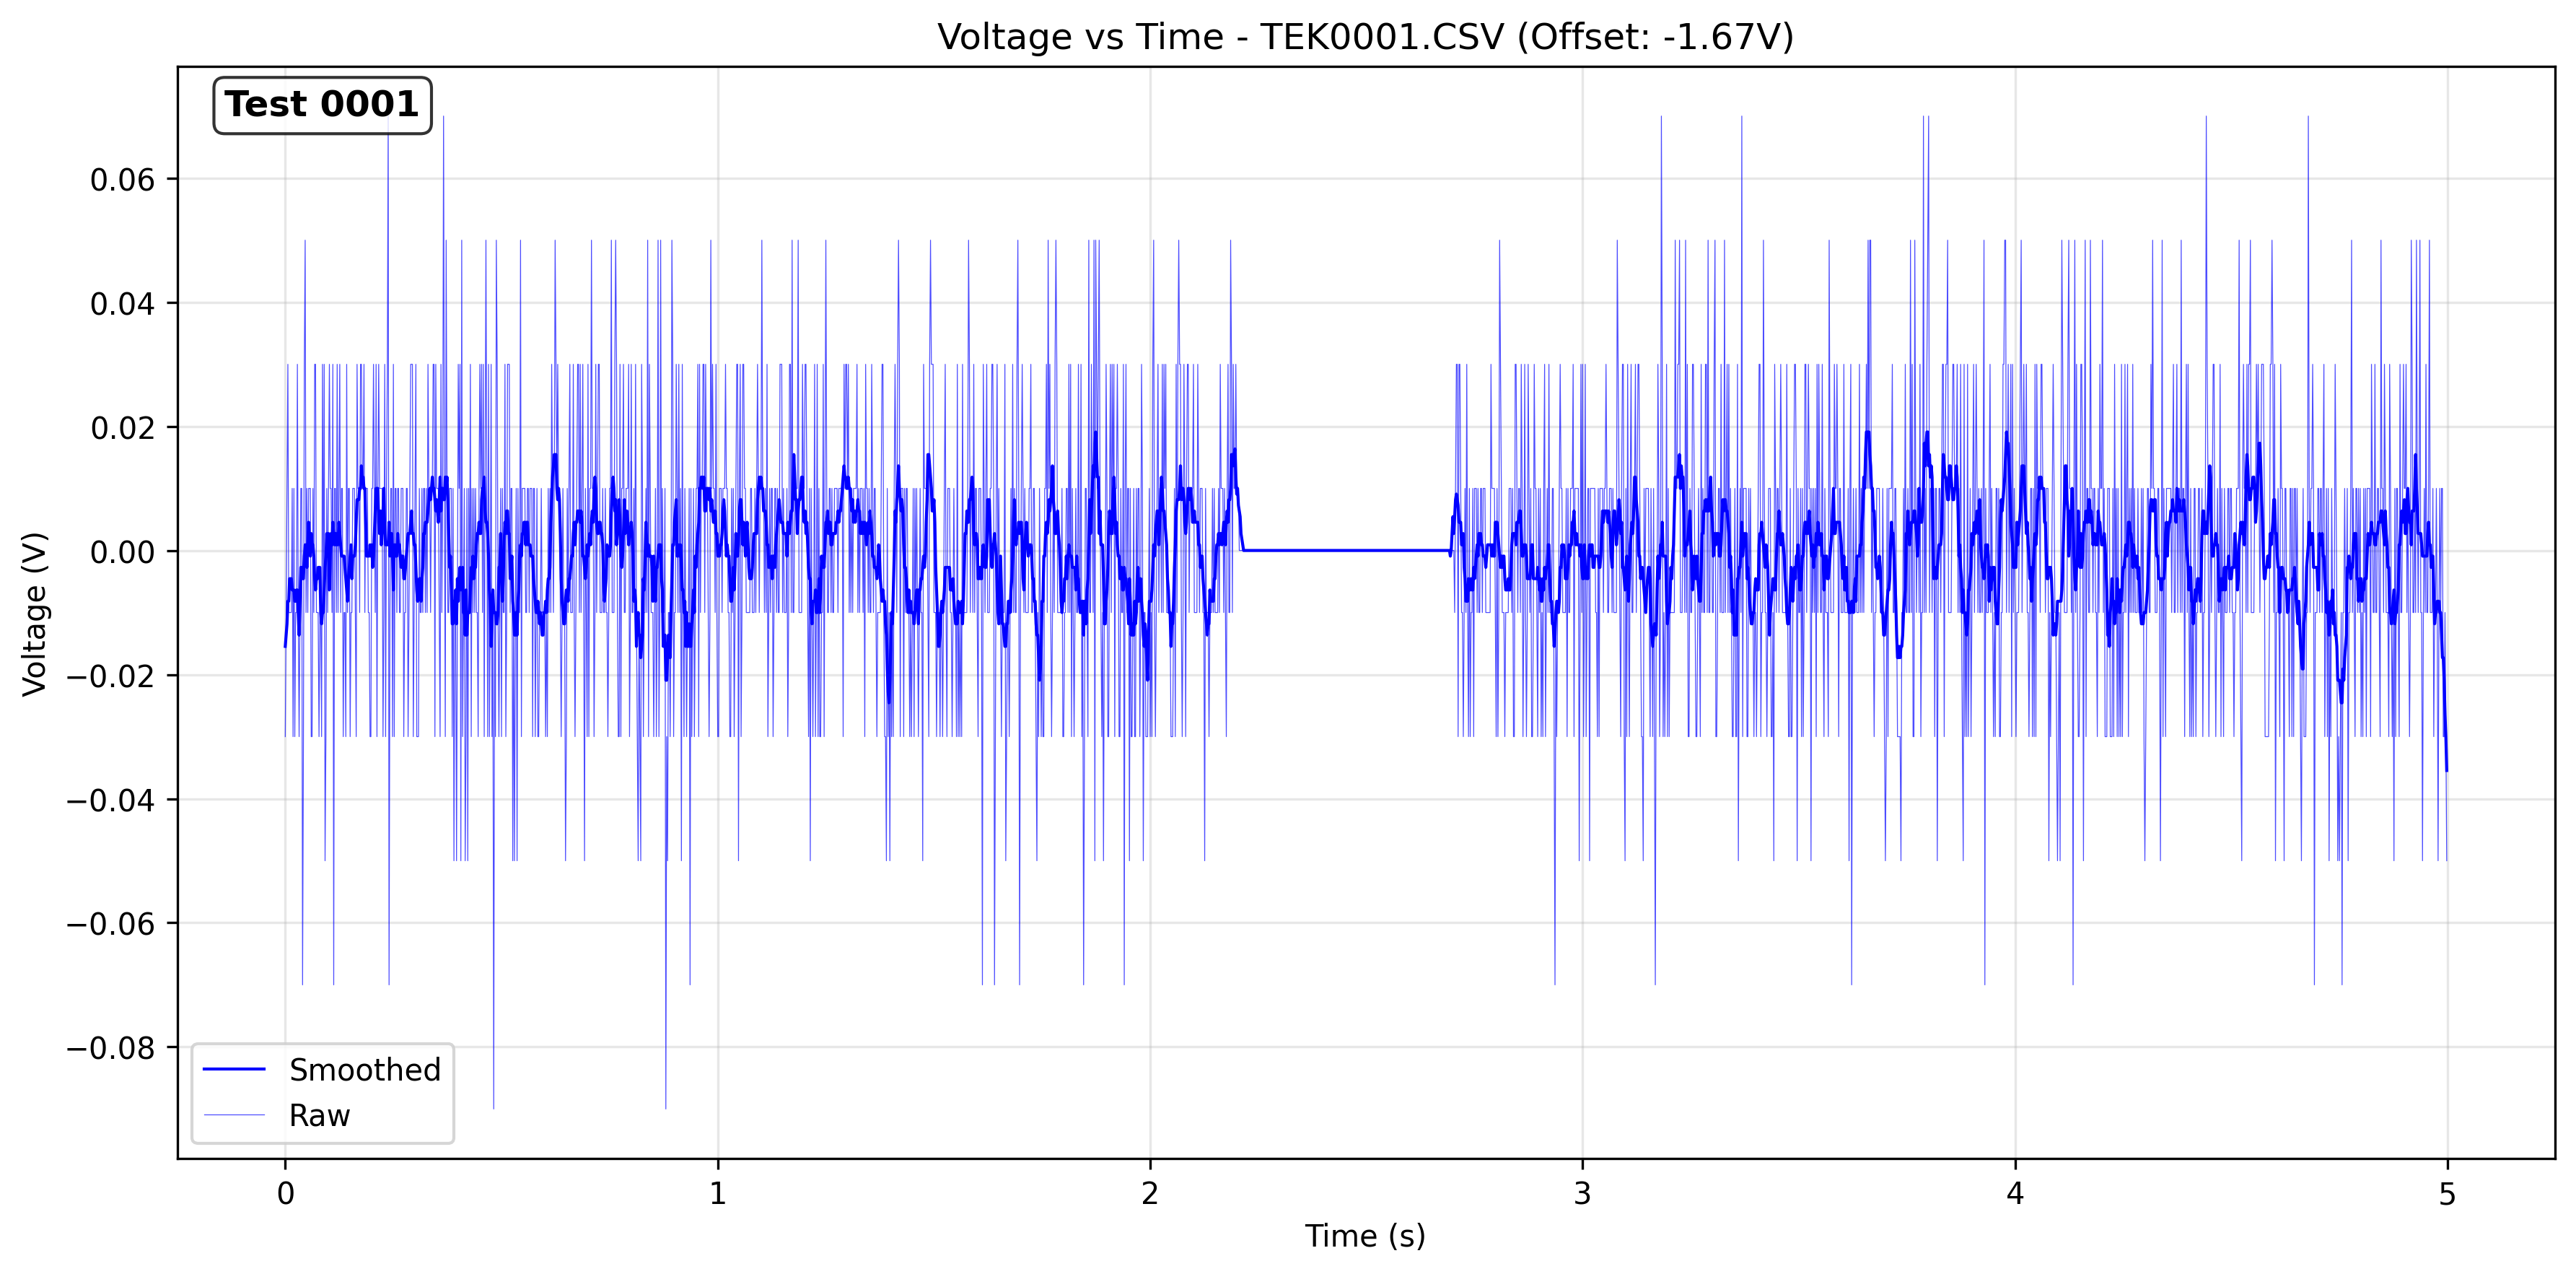 Voltage vs Time - TEK0001.CSV (Offset: -1.67V)
Test 0001
Voltage (V)
0.06
0.04
0.02
0.00
−0.02
−0.04
−0.06
−0.08
Smoothed
Raw
0 1 2 3 4 5
Time (s)